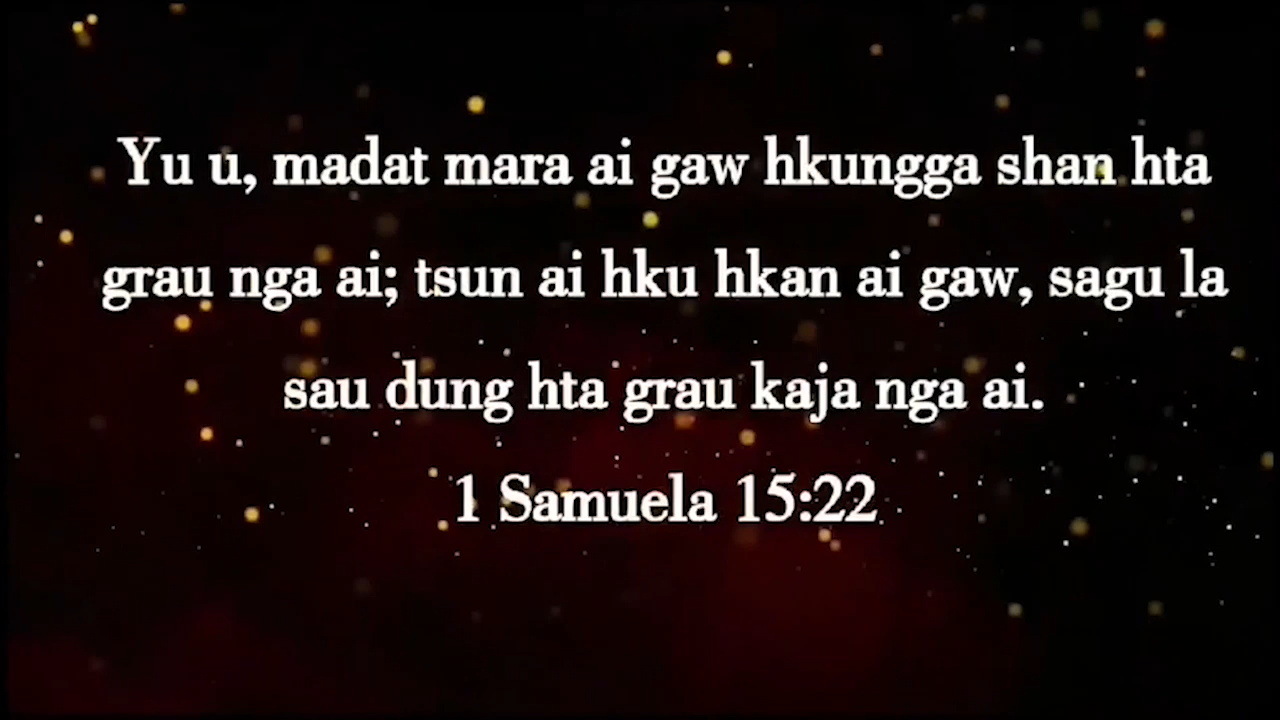 Yu u, madat mara ai gaw hkungga shan hta
grau nga ai; tsun ai hku hkan ai gaw, sagu la
sau dung hta grau kaja nga ai.
1 Samuela 15:22